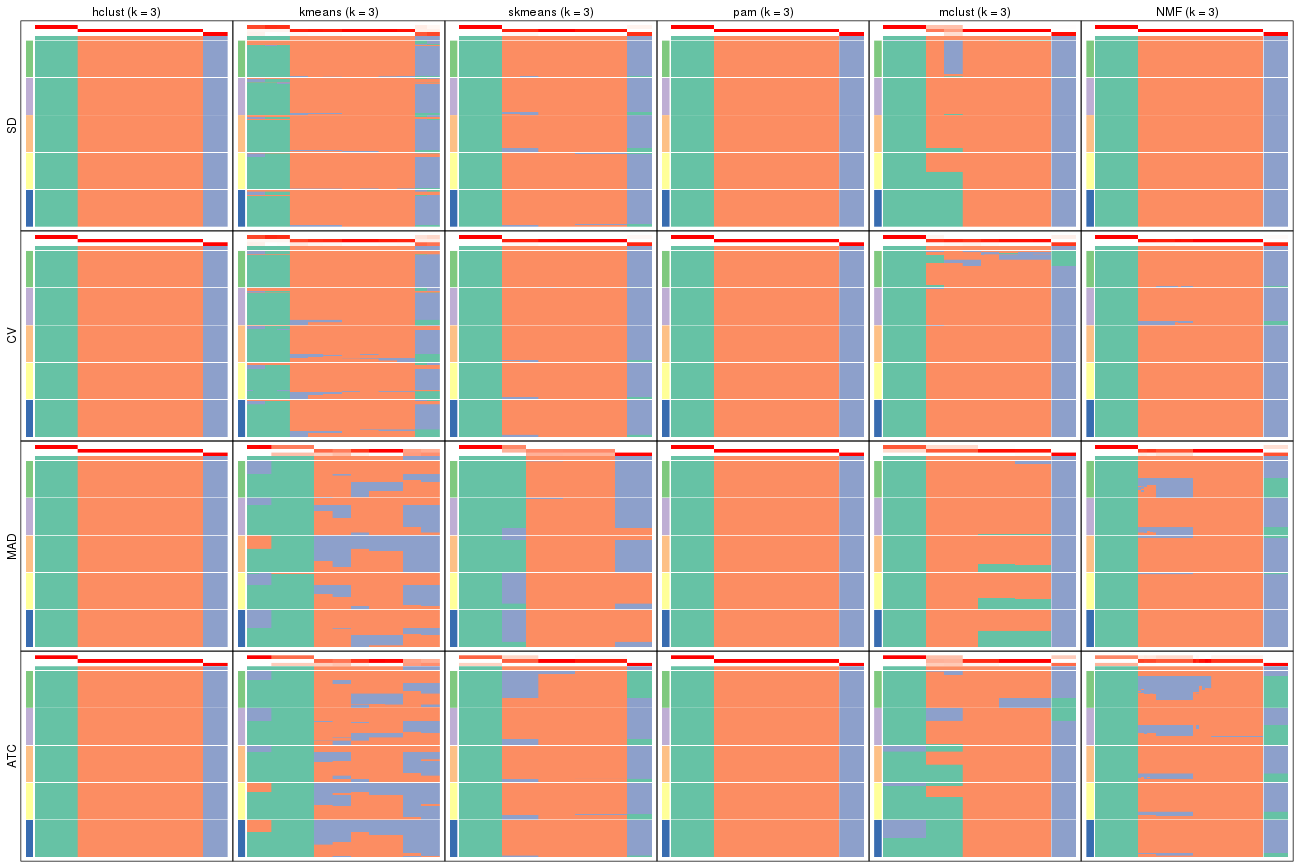 hclust (k = 3)
kmeans (k = 3)
skmeans (k = 3)
pam (k = 3)
mclust (k = 3)
NMF (k = 3)
SD
CV
MAD
ATC